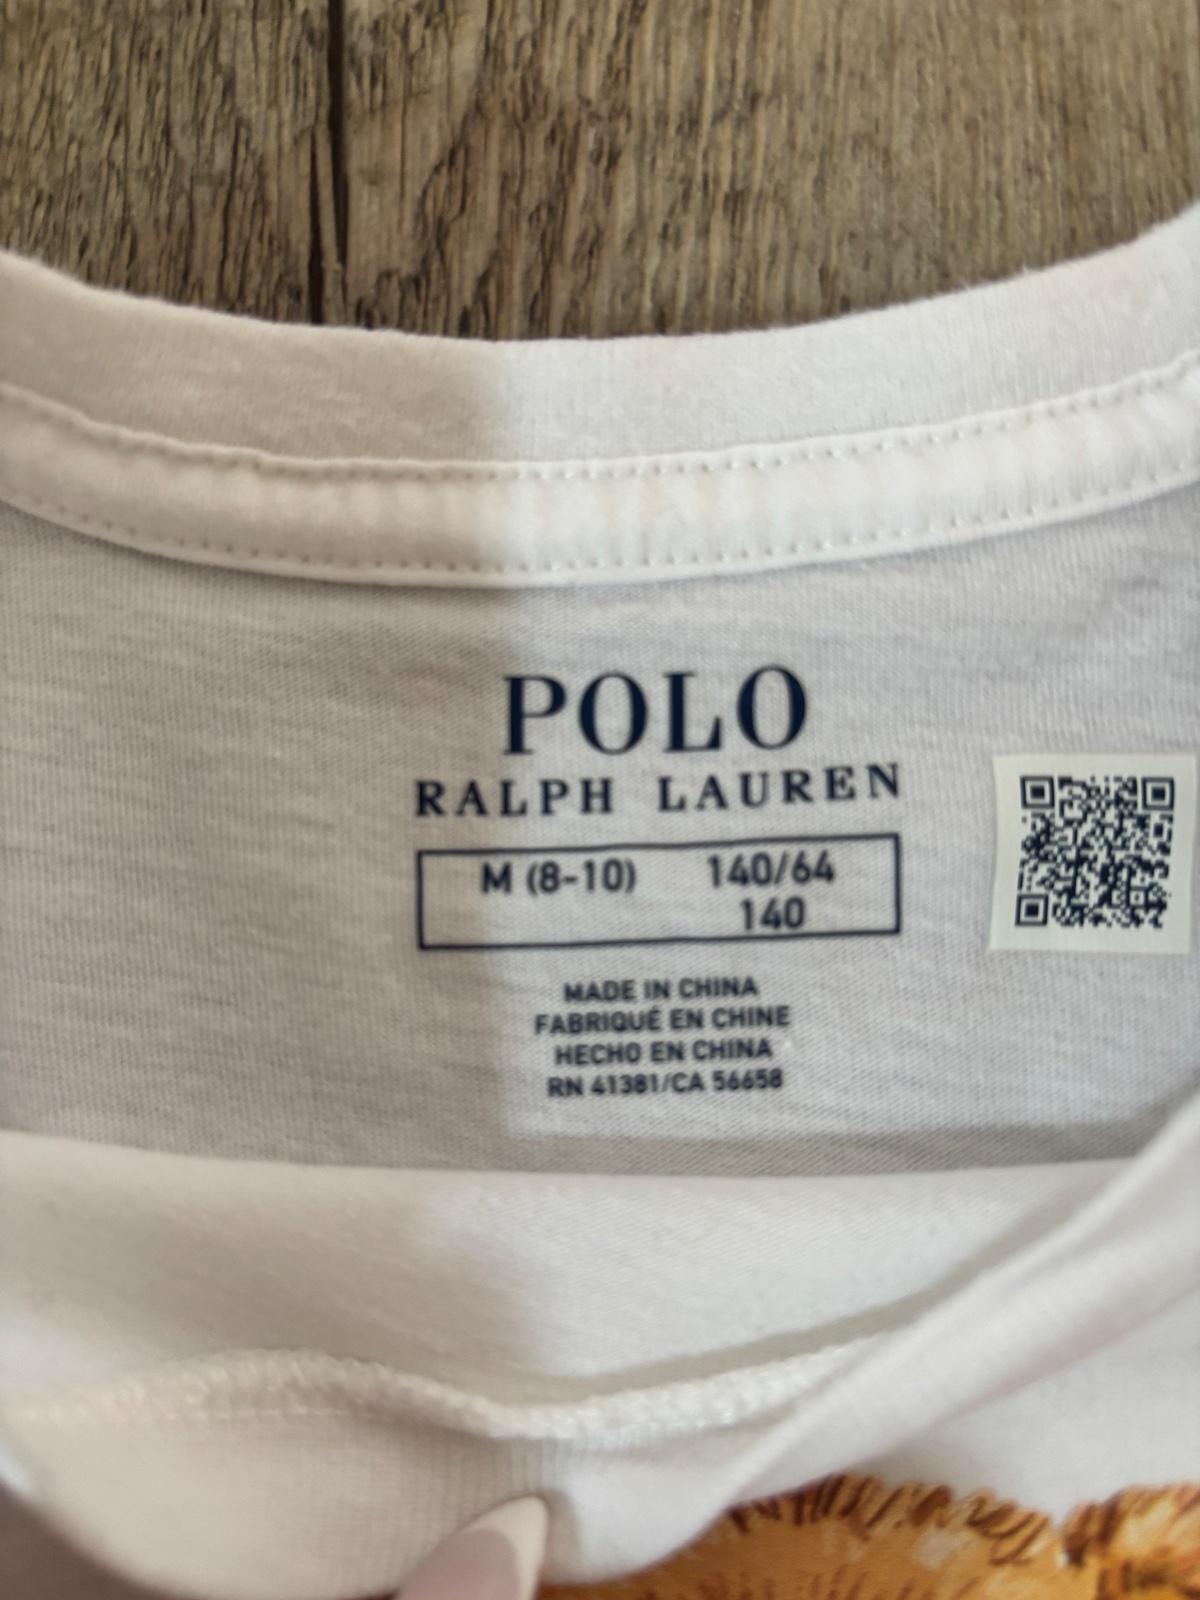 POLO
RALPH LAUREN
M (8-10) 140/64
140
MADE IN CHINA
FABRIQUÉ EN CHINE
HECHO EN CHINA
RN 41381/CA 56658